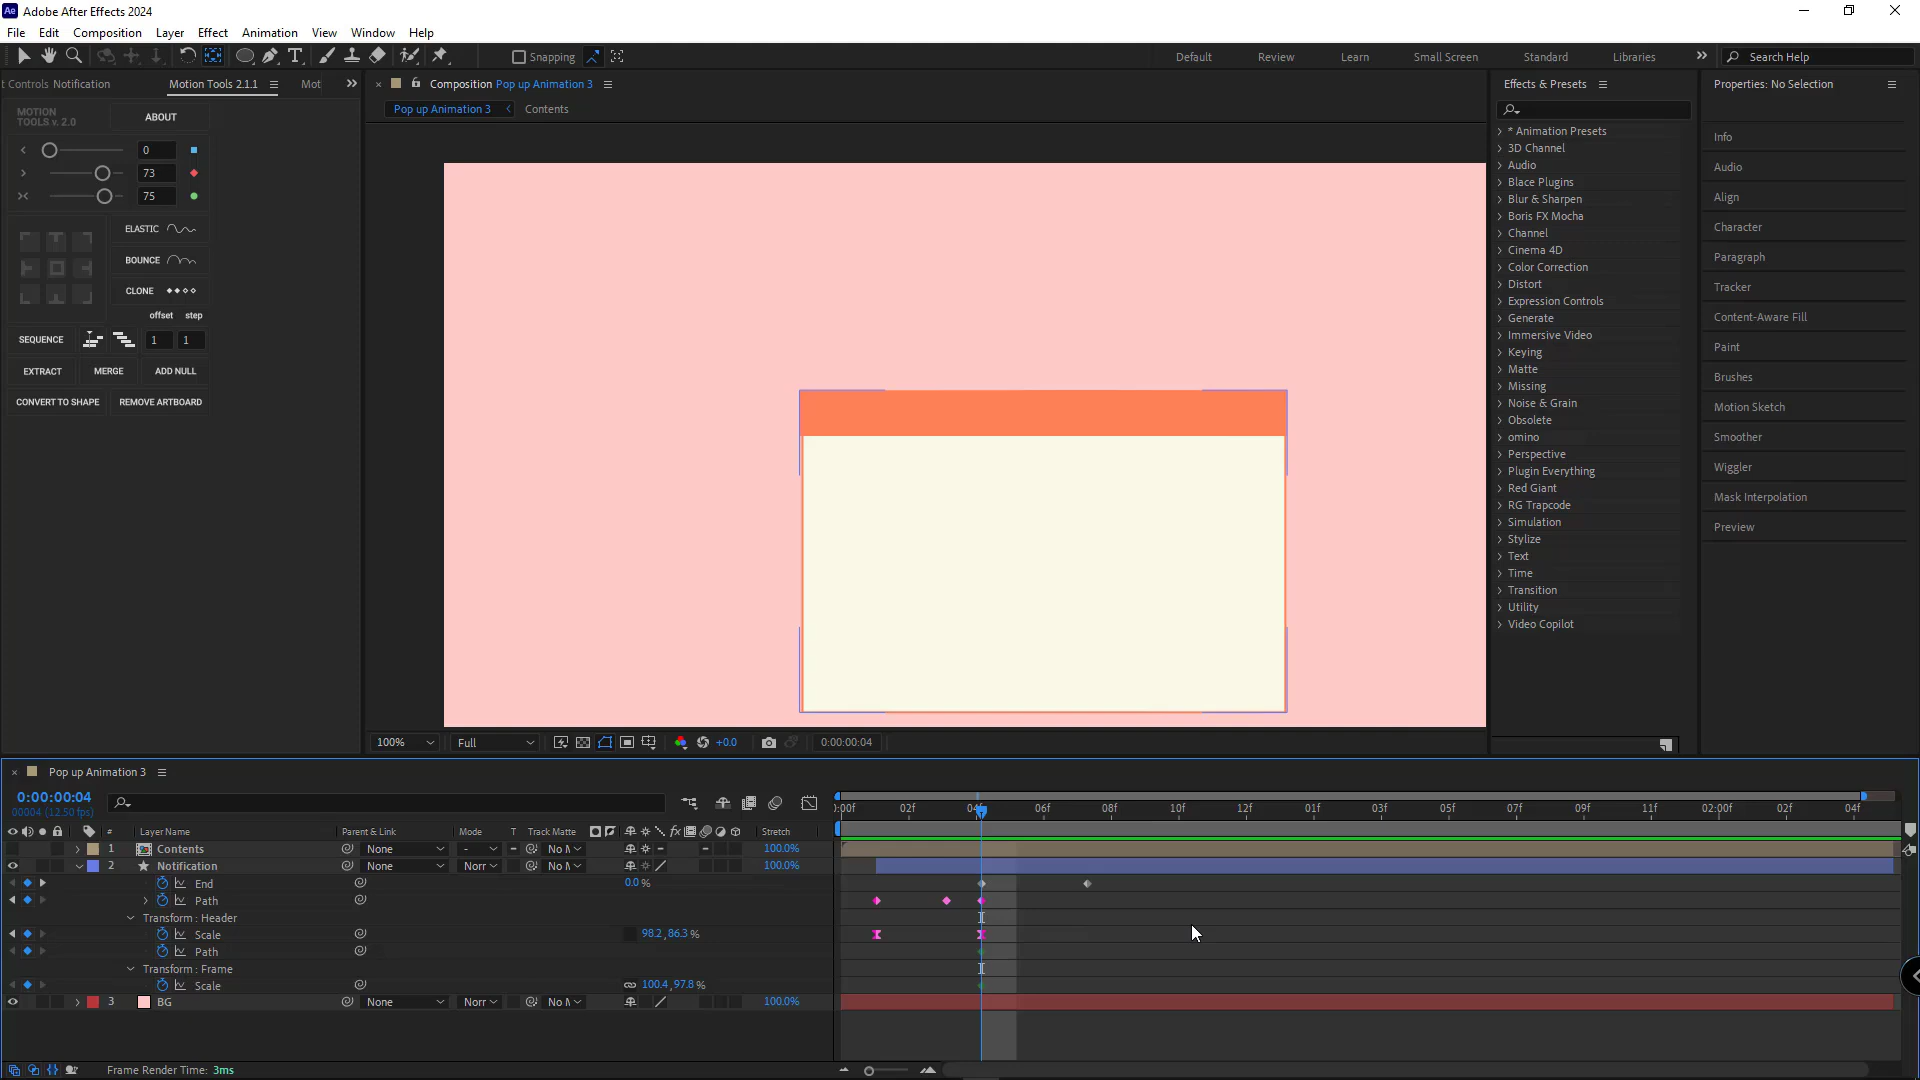 Ae Adobe After Effects 2024
File Edit Composition Layer Effect Animation View Window Help
Snapping
Default Review Learn Small Screen Standard Libraries Search Help
t Controls Notification Motion Tools 2.1.1 Mot
MOTION
TOOLS v. 2.0
ABOUT
0
73
75
ELASTIC
BOUNCE
CLONE
offset step
SEQUENCE 1 1
EXTRACT MERGE ADD NULL
CONVERT TO SHAPE REMOVE ARTBOARD
Composition Pop up Animation 3
Pop up Animation 3 Contents
100% Full +0.0 0:00:00:04
Effects & Presets
* Animation Presets
3D Channel
Audio
Blace Plugins
Blur & Sharpen
Boris FX Mocha
Channel
Cinema 4D
Color Correction
Distort
Expression Controls
Generate
Immersive Video
Keying
Matte
Missing
Noise & Grain
Obsolete
omino
Perspective
Plugin Everything
Red Giant
RG Trapcode
Simulation
Stylize
Text
Time
Transition
Utility
Video Copilot
Properties: No Selection
Info
Audio
Align
Character
Paragraph
Tracker
Content-Aware Fill
Paint
Brushes
Motion Sketch
Smoother
Wiggler
Mask Interpolation
Preview
Pop up Animation 3
0:00:00:04
00004 (12.50 fps)
:00f 02f 04f 06f 08f 10f 12f 01f 03f 05f 07f 09f 11f 02:00f 02f 04f
# Layer Name Parent & Link Mode T Track Matte fx Stretch
1 Contents None - No M 100.0%
2 Notification None Norr No M 100.0%
End 0.0 %
Path
Transform : Header
Scale 98.2, 86.3 %
Path
Transform : Frame
Scale 100.4, 97.8 %
3 BG None Norr No M 100.0%
Frame Render Time: 3ms